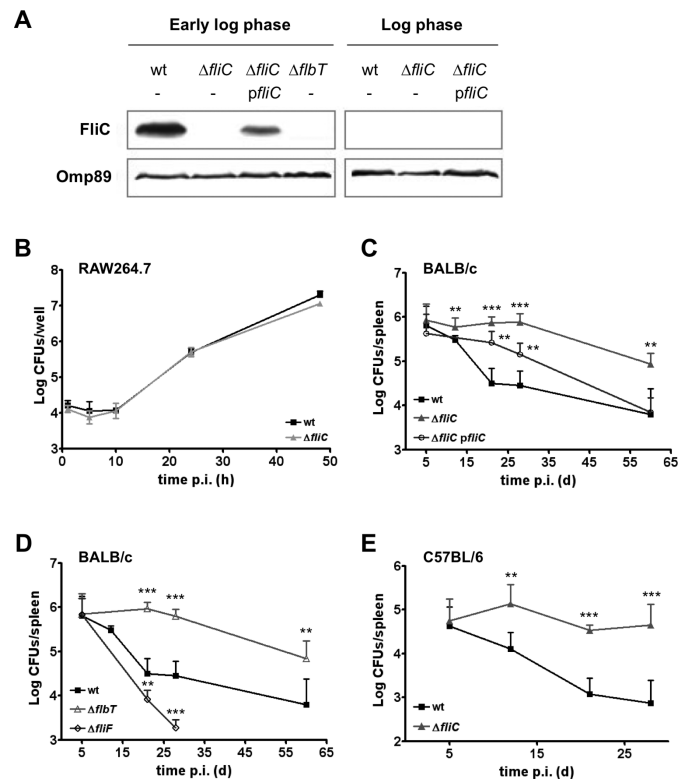 A
Early log phase Log phase
wt ΔfliC ΔfliC ΔflbT wt ΔfliC ΔfliC
- - pfliC - - - pfliC
FliC
Omp89
B
RAW264.7
Log CFUs/well
8
7
6
5
4
3
0 10 20 30 40 50
time p.i. (h)
wt
ΔfliC
C
BALB/c
Log CFUs/spleen
6
5
4
3
** *** *** **
** **
5 15 25 35 45 55 65
time p.i. (d)
wt
ΔfliC
ΔfliC pfliC
D
BALB/c
Log CFUs/spleen
7
6
5
4
3
*** *** **
** ***
5 15 25 35 45 55 65
time p.i. (d)
wt
ΔflbT
ΔfliF
E
C57BL/6
Log CFUs/spleen
6
5
4
3
2
** *** ***
5 15 25
time p.i. (d)
wt
ΔfliC